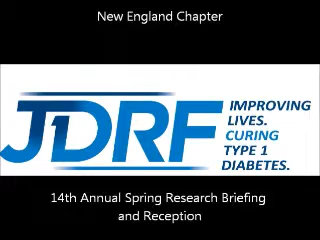 New England Chapter
JDRF
IMPROVING
LIVES.
CURING
TYPE 1
DIABETES.
14th Annual Spring Research Briefing
and Reception